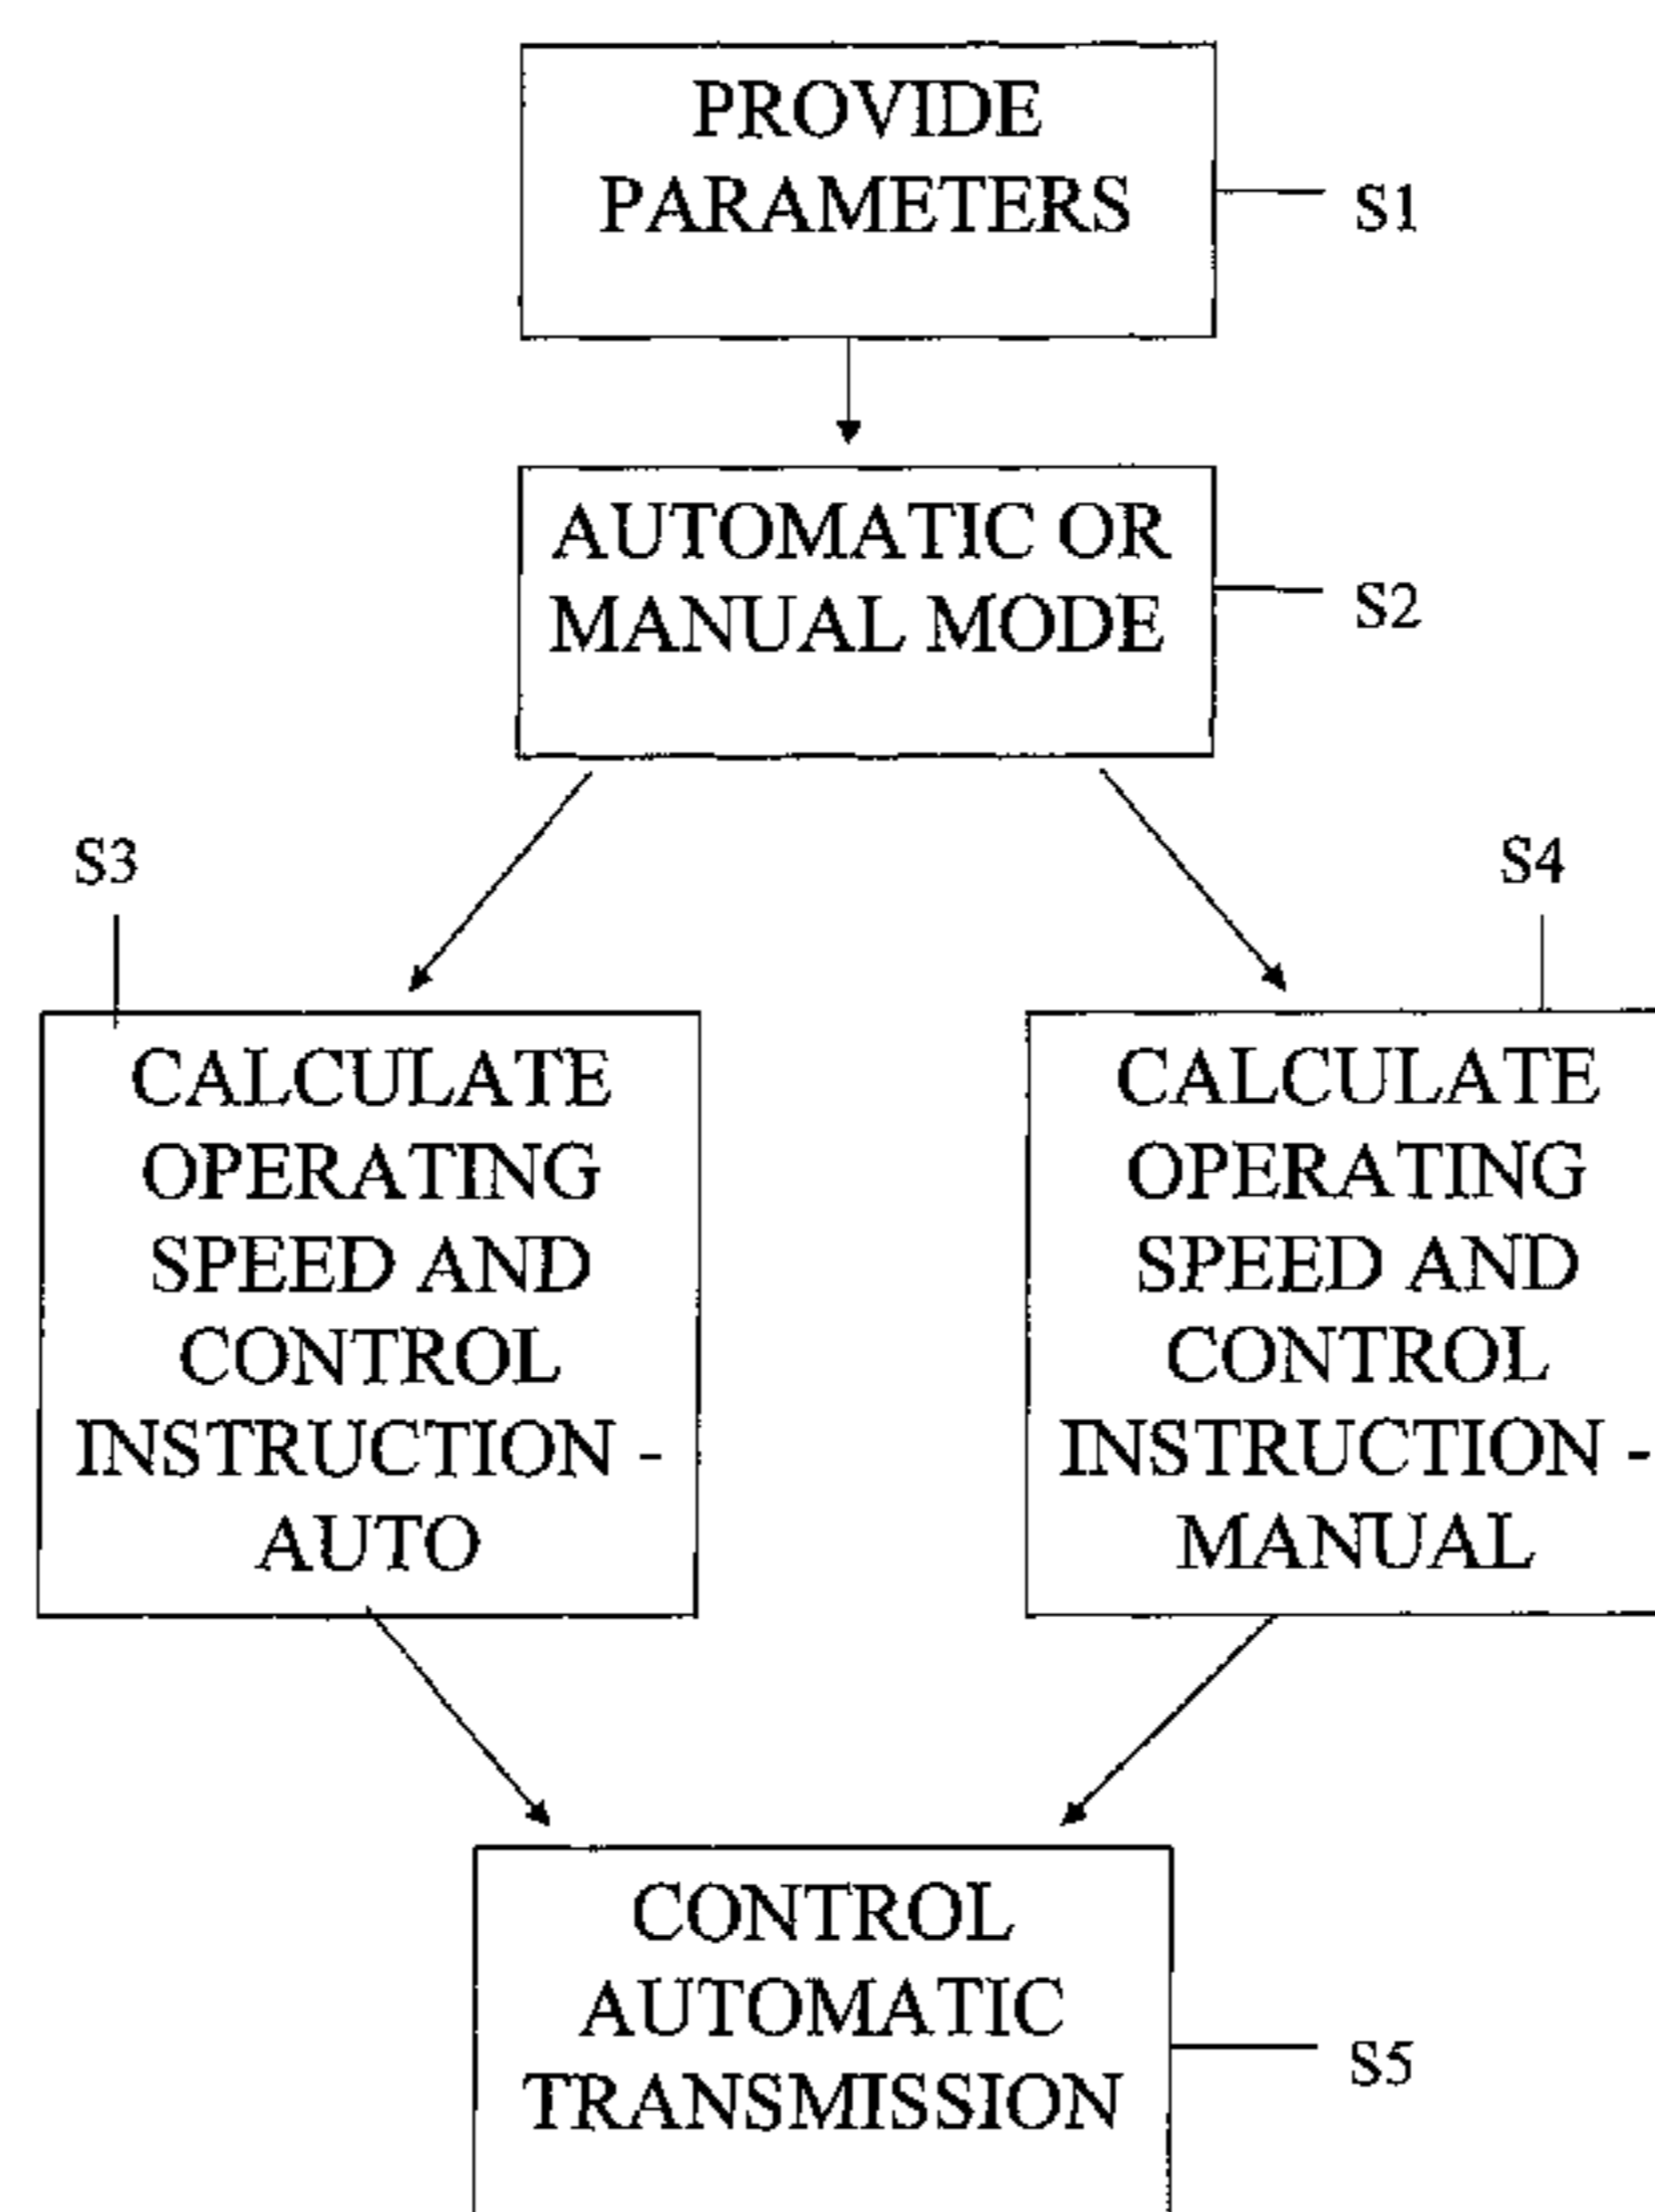 PROVIDE
PARAMETERS
S1
AUTOMATIC OR
MANUAL MODE
S2
S3
CALCULATE
OPERATING
SPEED AND
CONTROL
INSTRUCTION -
AUTO
S4
CALCULATE
OPERATING
SPEED AND
CONTROL
INSTRUCTION -
MANUAL
CONTROL
AUTOMATIC
TRANSMISSION
S5